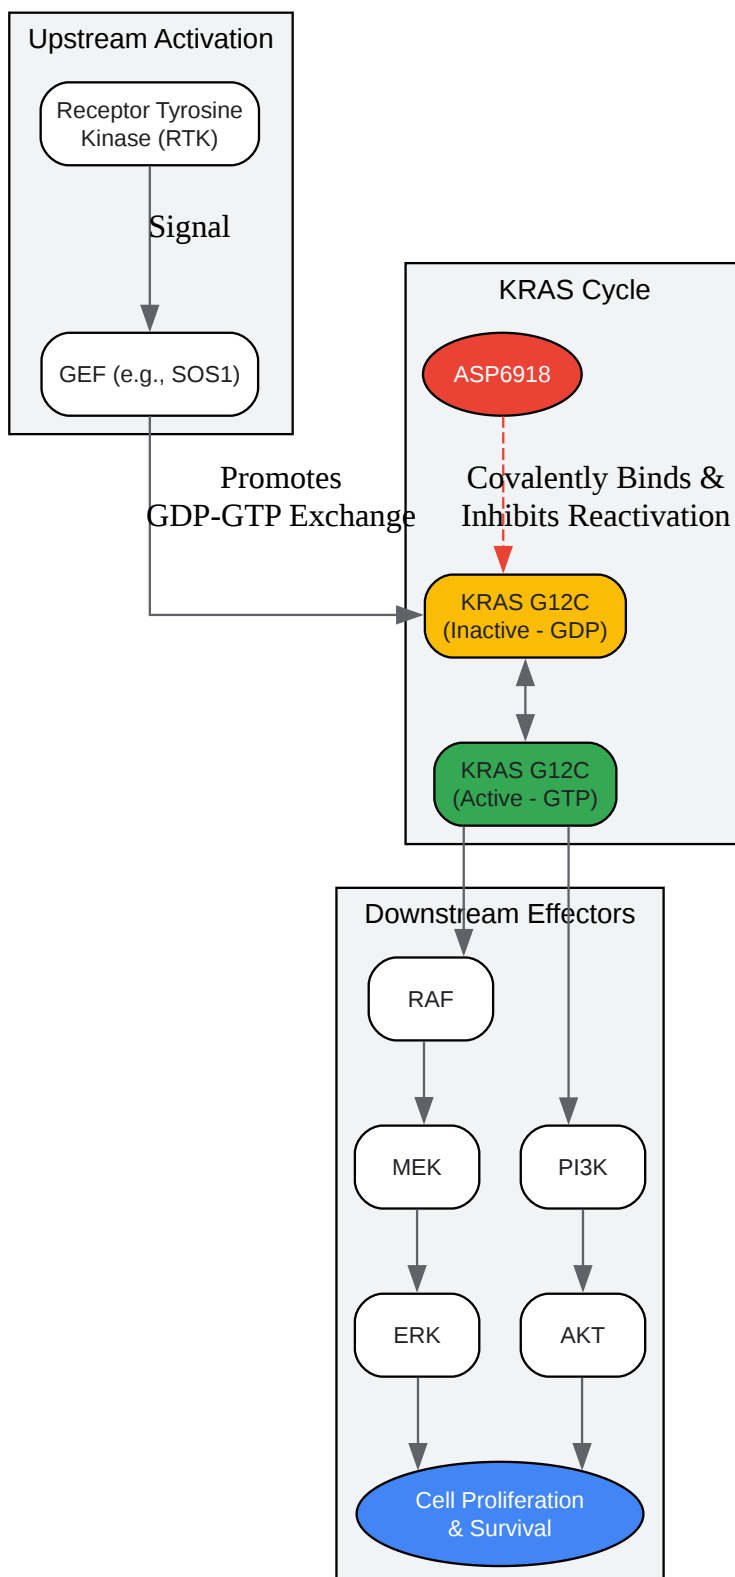 Upstream Activation
Receptor Tyrosine
Kinase (RTK)
Signal
GEF (e.g., SOS1)
Promotes
GDP-GTP Exchange
KRAS Cycle
ASP6918
Covalently Binds &
Inhibits Reactivation
KRAS G12C
(Inactive - GDP)
KRAS G12C
(Active - GTP)
Downstream Effectors
RAF
MEK
PI3K
ERK
AKT
Cell Proliferation
& Survival